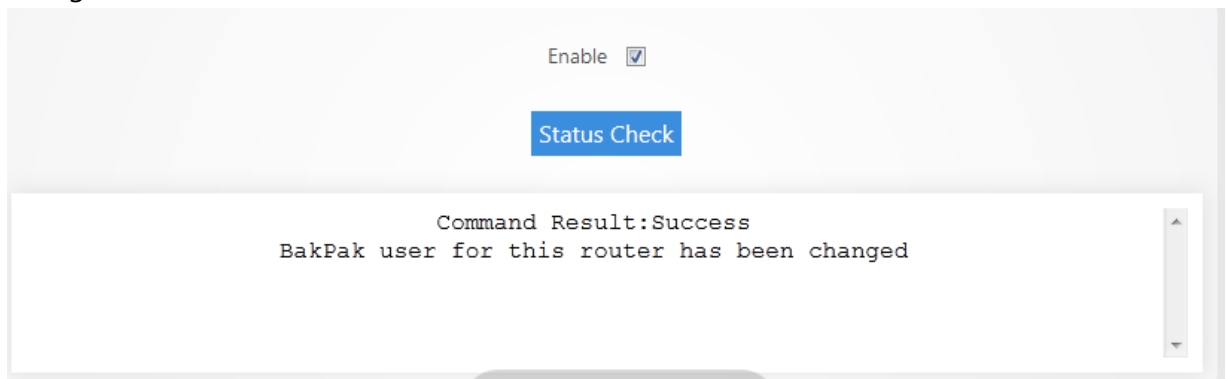 Enable
Status Check
Command Result:Success
BakPak user for this router has been changed